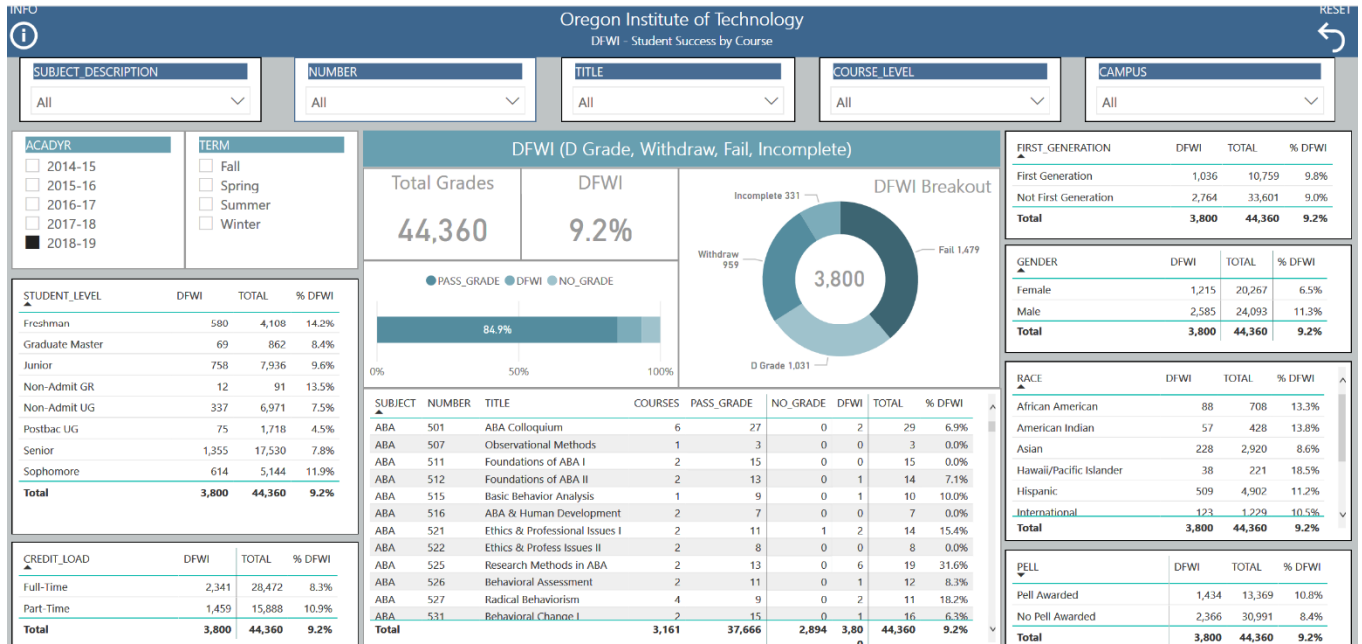 INFO
Oregon Institute of Technology
RESET
DFWI - Student Success by Course
SUBJECT_DESCRIPTION
All
NUMBER
All
TITLE
All
COURSE_LEVEL
All
CAMPUS
All
ACADYR
2014-15
2015-16
2016-17
2017-18
2018-19
TERM
Fall
Spring
Summer
Winter
STUDENT_LEVEL DFWI TOTAL % DFWI
Freshman 580 4,108 14.2%
Graduate Master 69 862 8.4%
Junior 758 7,936 9.6%
Non-Admit GR 12 91 13.5%
Non-Admit UG 337 6,971 7.5%
Postbac UG 75 1,718 4.5%
Senior 1,355 17,530 7.8%
Sophomore 614 5,144 11.9%
Total 3,800 44,360 9.2%
CREDIT_LOAD DFWI TOTAL % DFWI
Full-Time 2,341 28,472 8.3%
Part-Time 1,459 15,888 10.9%
Total 3,800 44,360 9.2%
DFWI (D Grade, Withdraw, Fail, Incomplete)
Total Grades
44,360
DFWI
9.2%
PASS_GRADE DFWI NO_GRADE
84.9%
0% 50% 100%
DFWI Breakout
Incomplete 331
Withdraw
959
Fail 1,479
3,800
D Grade 1,031
SUBJECT NUMBER TITLE COURSES PASS_GRADE NO_GRADE DFWI TOTAL % DFWI
ABA 501 ABA Colloquium 6 27 0 2 29 6.9%
ABA 507 Observational Methods 1 3 0 0 3 0.0%
ABA 511 Foundations of ABA I 2 15 0 0 15 0.0%
ABA 512 Foundations of ABA II 2 13 0 1 14 7.1%
ABA 515 Basic Behavior Analysis 1 9 0 1 10 10.0%
ABA 516 ABA & Human Development 2 7 0 0 7 0.0%
ABA 521 Ethics & Professional Issues I 2 11 1 2 14 15.4%
ABA 522 Ethics & Profess Issues II 2 8 0 0 8 0.0%
ABA 525 Research Methods in ABA 2 13 0 6 19 31.6%
ABA 526 Behavioral Assessment 2 11 0 1 12 8.3%
ABA 527 Radical Behaviorism 4 9 0 2 11 18.2%
ABA 531 Behavioral Change I 2 15 0 1 16 6.3%
Total 3,161 37,666 2,894 3,80 44,360 9.2%
0
FIRST_GENERATION DFWI TOTAL % DFWI
First Generation 1,036 10,759 9.8%
Not First Generation 2,764 33,601 9.0%
Total 3,800 44,360 9.2%
GENDER DFWI TOTAL % DFWI
Female 1,215 20,267 6.5%
Male 2,585 24,093 11.3%
Total 3,800 44,360 9.2%
RACE DFWI TOTAL % DFWI
African American 88 708 13.3%
American Indian 57 428 13.8%
Asian 228 2,920 8.6%
Hawaii/Pacific Islander 38 221 18.5%
Hispanic 509 4,902 11.2%
International 123 1,229 10.5%
Total 3,800 44,360 9.2%
PELL DFWI TOTAL % DFWI
Pell Awarded 1,434 13,369 10.8%
No Pell Awarded 2,366 30,991 8.4%
Total 3,800 44,360 9.2%